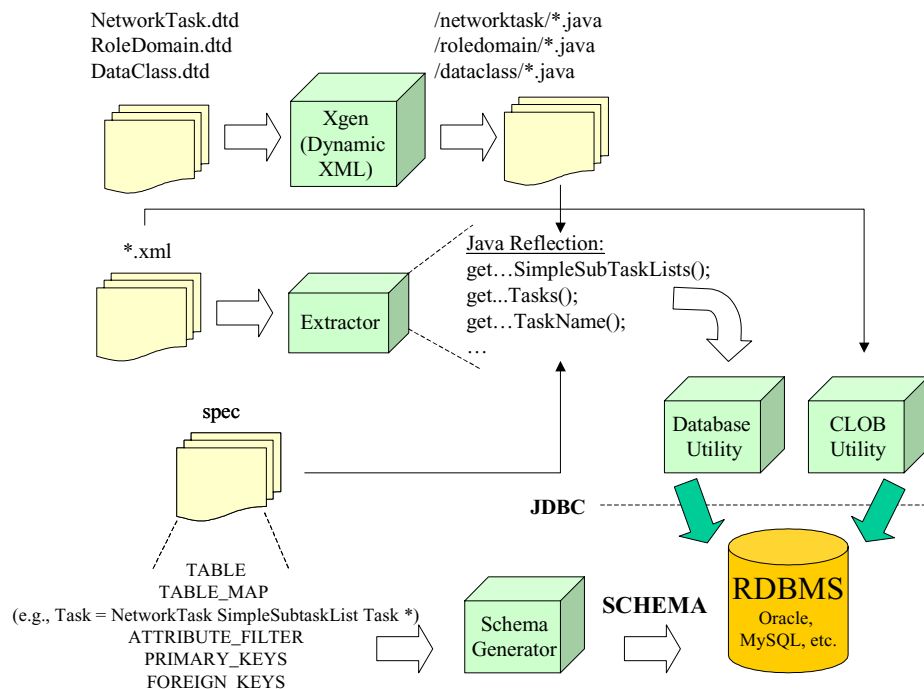 NetworkTask.dtd
RoleDomain.dtd
DataClass.dtd
/networktask/*.java
/roledomain/*.java
/dataclass/*.java
Xgen
(Dynamic
XML)
*.xml
Extractor
Java Reflection:
get…SimpleSubTaskLists();
get...Tasks();
get…TaskName();
…
spec
Database
Utility
CLOB
Utility
JDBC
TABLE
TABLE_MAP
(e.g., Task = NetworkTask SimpleSubtaskList Task *)
ATTRIBUTE_FILTER
PRIMARY_KEYS
FOREIGN_KEYS
Schema
Generator
SCHEMA
RDBMS
Oracle,
MySQL, etc.